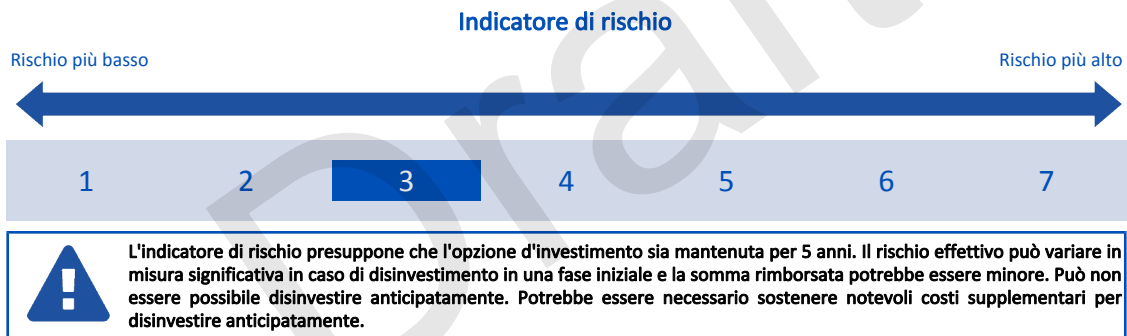 Indicatore di rischio
Rischio più basso
Rischio più alto
1 2 3 4 5 6 7
L'indicatore di rischio presuppone che l'opzione d'investimento sia mantenuta per 5 anni. Il rischio effettivo può variare in
misura significativa in caso di disinvestimento in una fase iniziale e la somma rimborsata potrebbe essere minore. Può non
essere possibile disinvestire anticipatamente. Potrebbe essere necessario sostenere notevoli costi supplementari per
disinvestire anticipatamente.